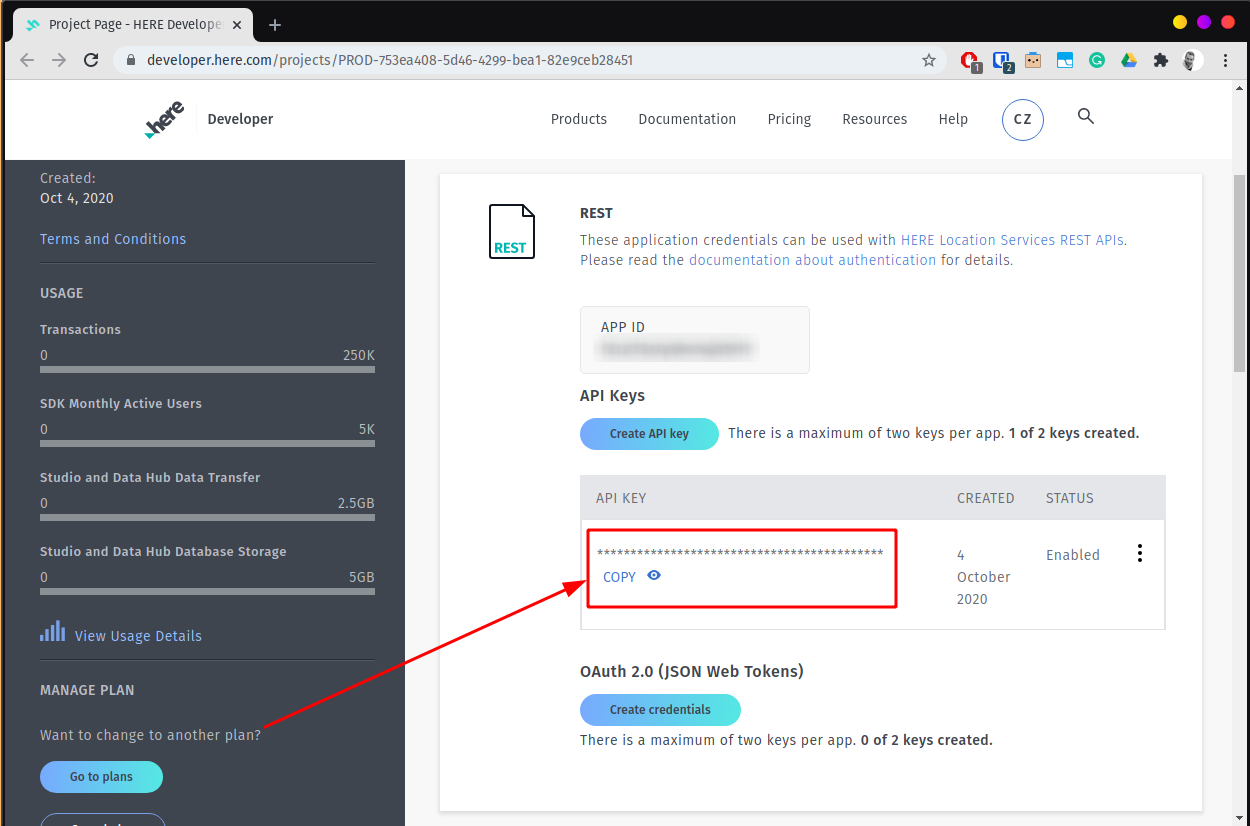 Project Page - HERE Develope
developer.here.com/projects/PROD-753ea408-5d46-4299-bea1-82e9ceb28451
1
2
here
Developer
Products
Documentation
Pricing
Resources
Help
CZ
Created:
Oct 4, 2020
Terms and Conditions
USAGE
Transactions
0 250K
SDK Monthly Active Users
0 5K
Studio and Data Hub Data Transfer
0 2.5GB
Studio and Data Hub Database Storage
0 5GB
View Usage Details
MANAGE PLAN
Want to change to another plan?
Go to plans
REST
REST
These application credentials can be used with HERE Location Services REST APIs.
Please read the documentation about authentication for details.
APP ID
API Keys
Create API key
There is a maximum of two keys per app. 1 of 2 keys created.
API KEY CREATED STATUS
*******************************************
COPY
4
October
2020
Enabled
OAuth 2.0 (JSON Web Tokens)
Create credentials
There is a maximum of two keys per app. 0 of 2 keys created.